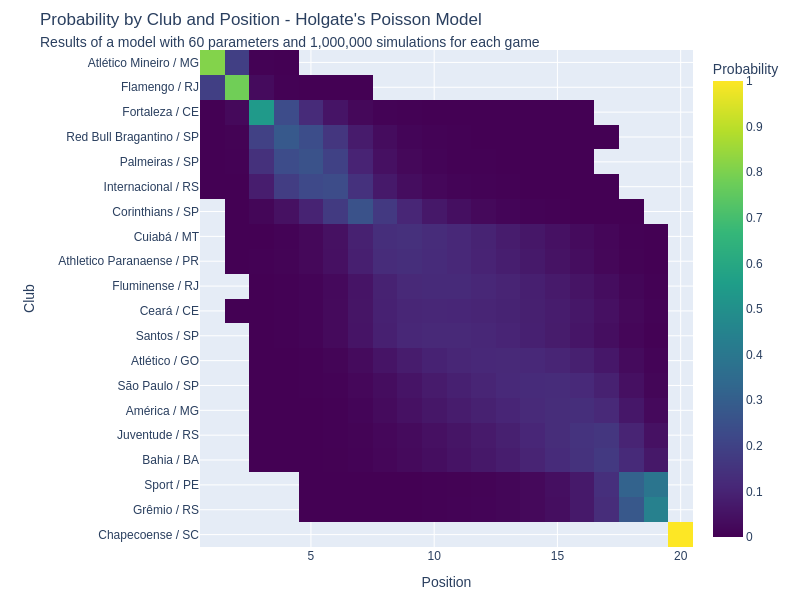 Probability by Club and Position - Holgate's Poisson Model
Results of a model with 60 parameters and 1,000,000 simulations for each game
Probability
Club
Atlético Mineiro / MG
Flamengo / RJ
Fortaleza / CE
Red Bull Bragantino / SP
Palmeiras / SP
Internacional / RS
Corinthians / SP
Cuiabá / MT
Athletico Paranaense / PR
Fluminense / RJ
Ceará / CE
Santos / SP
Atlético / GO
São Paulo / SP
América / MG
Juventude / RS
Bahia / BA
Sport / PE
Grêmio / RS
Chapecoense / SC
1
0.9
0.8
0.7
0.6
0.5
0.4
0.3
0.2
0.1
0
5 10 15 20
Position